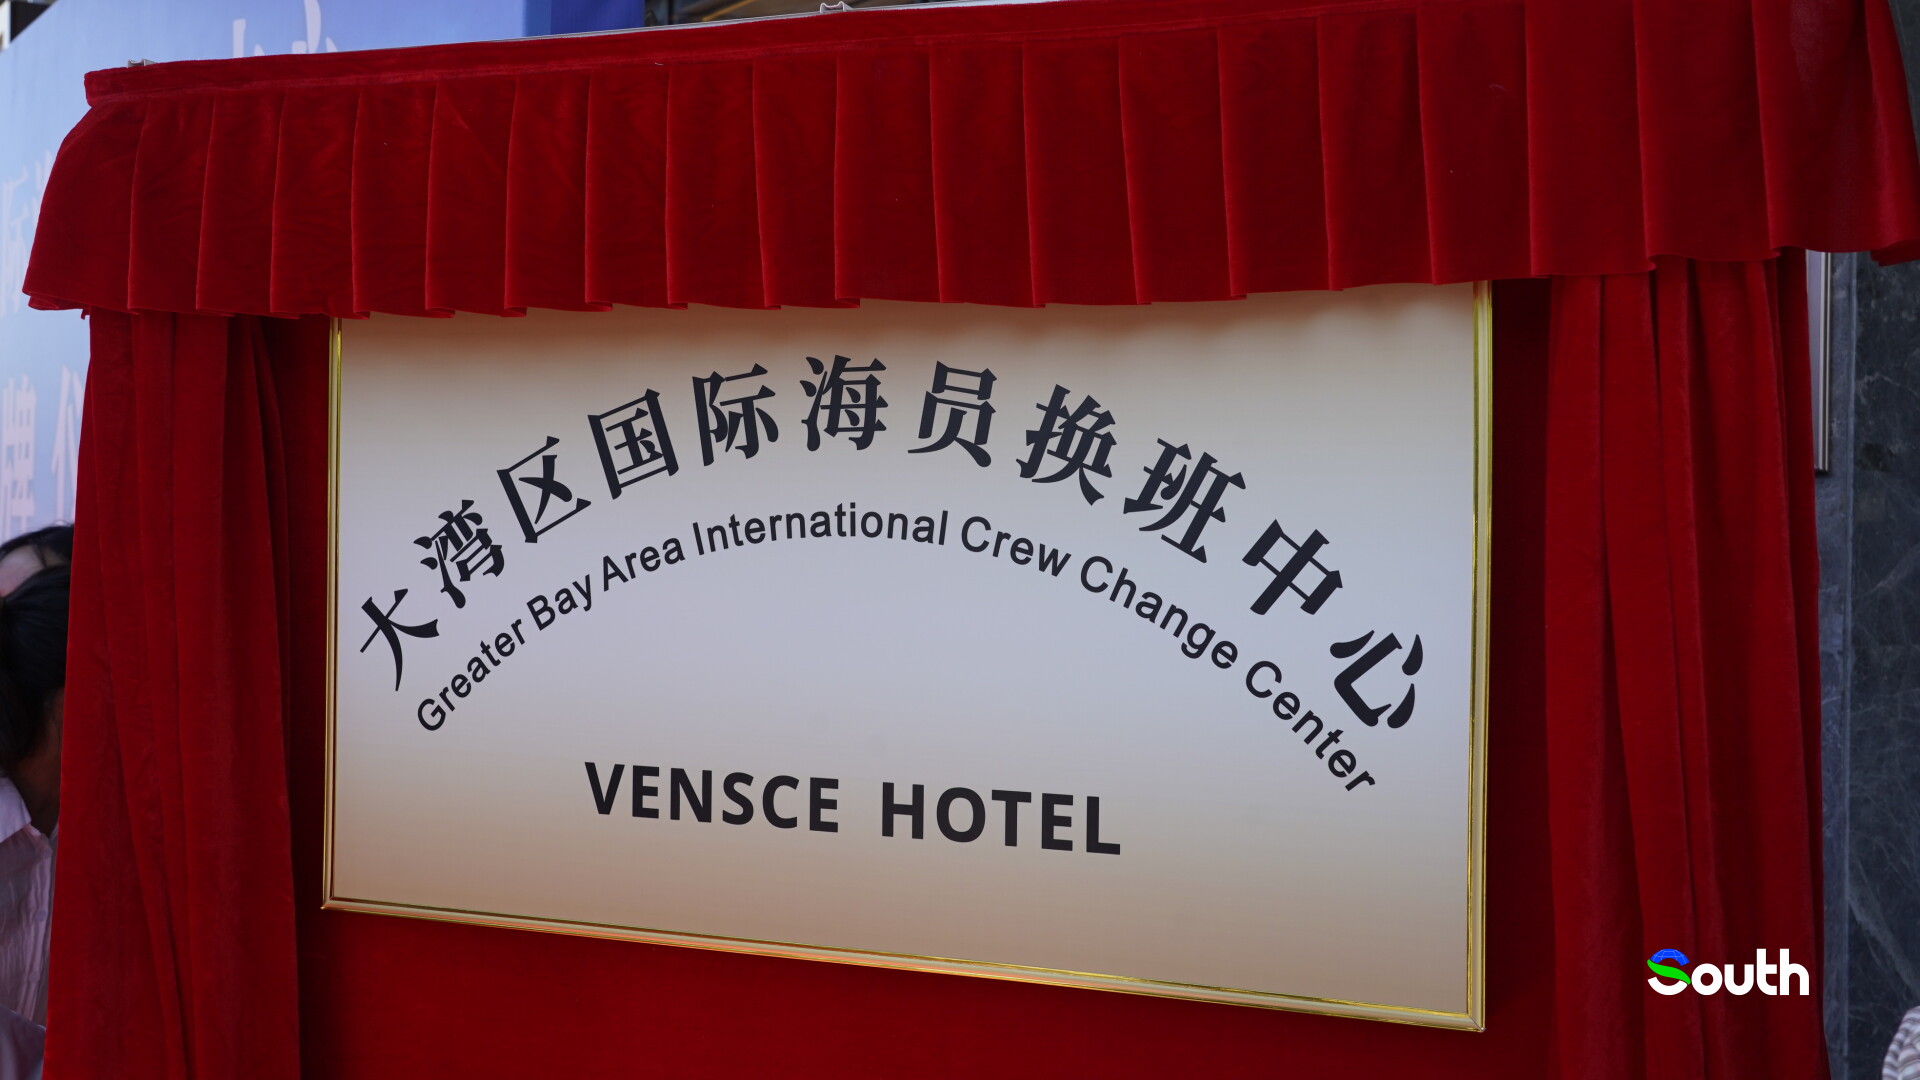 大湾区国际海员换班中心
Greater Bay Area International Crew Change Center
VENSCE HOTEL
South